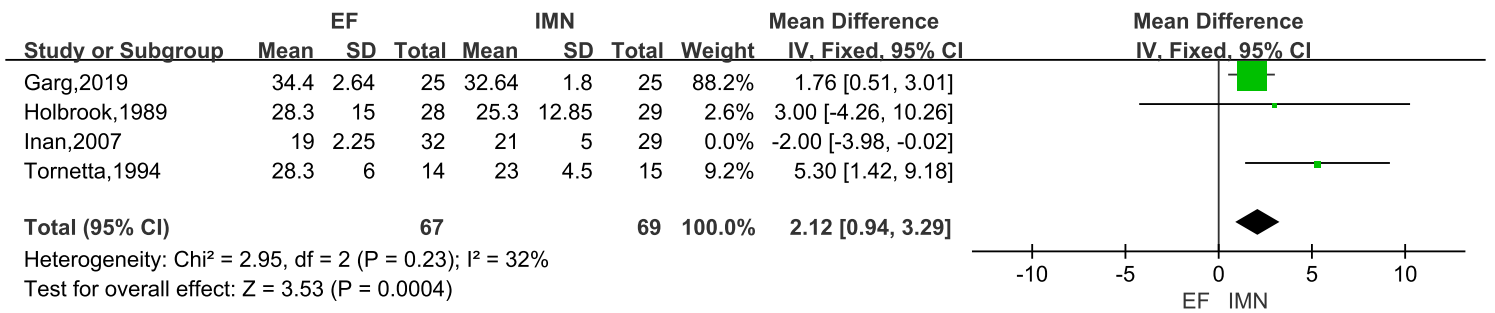 EF IMN Mean Difference Mean Difference
Study or Subgroup Mean SD Total Mean SD Total Weight IV, Fixed, 95% CI IV, Fixed, 95% CI
Garg,2019 34.4 2.64 25 32.64 1.8 25 88.2% 1.76 [0.51, 3.01]
Holbrook,1989 28.3 15 28 25.3 12.85 29 2.6% 3.00 [-4.26, 10.26]
Inan,2007 19 2.25 32 21 5 29 0.0% -2.00 [-3.98, -0.02]
Tornetta,1994 28.3 6 14 23 4.5 15 9.2% 5.30 [1.42, 9.18]
Total (95% CI) 67 69 100.0% 2.12 [0.94, 3.29]
Heterogeneity: Chi² = 2.95, df = 2 (P = 0.23); I² = 32%
Test for overall effect: Z = 3.53 (P = 0.0004)
-10 -5 0 5 10
EF IMN